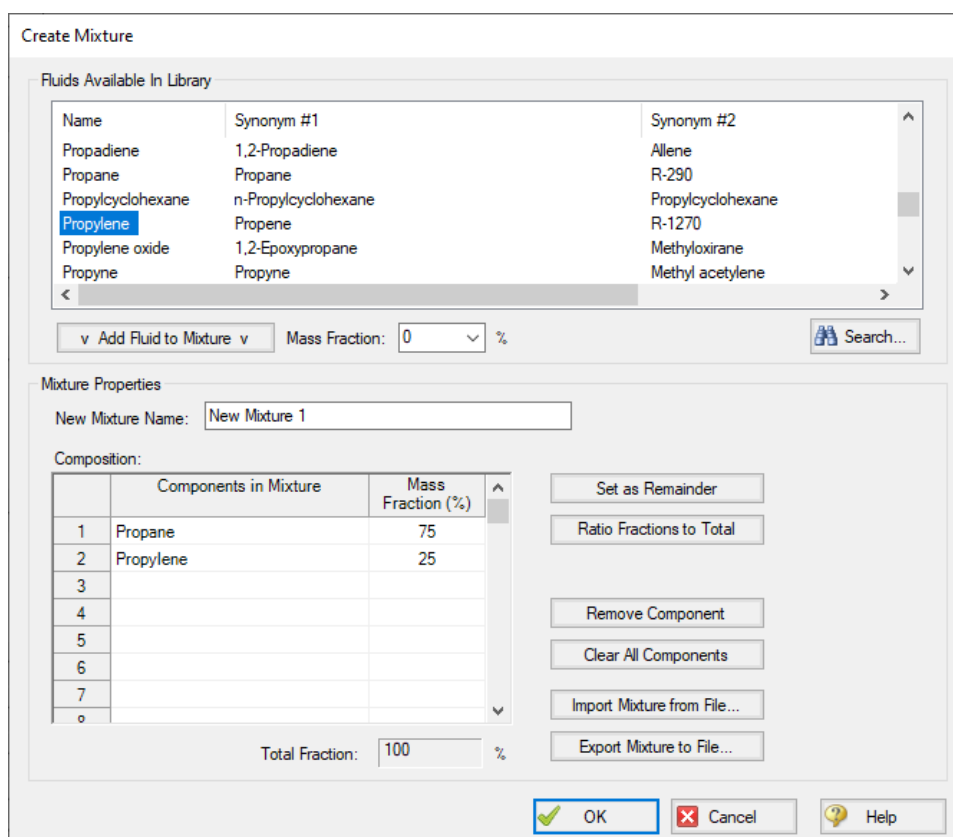 Create Mixture
Fluids Available In Library
Name Synonym #1 Synonym #2
Propadiene 1,2-Propadiene Allene
Propane Propane R-290
Propylcyclohexane n-Propylcyclohexane Propylcyclohexane
Propylene Propene R-1270
Propylene oxide 1,2-Epoxypropane Methyloxirane
Propyne Propyne Methyl acetylene
v Add Fluid to Mixture v Mass Fraction: 0 % Search...
Mixture Properties
New Mixture Name: New Mixture 1
Composition:
Components in Mixture Mass Fraction (%)
1 Propane 75
2 Propylene 25
3
4
5
6
7
8
Set as Remainder
Ratio Fractions to Total
Remove Component
Clear All Components
Import Mixture from File...
Export Mixture to File...
Total Fraction: 100 %
OK Cancel Help